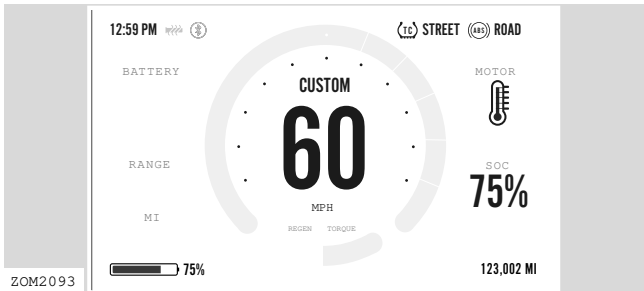 12:59 PM
TC STREET ABS ROAD
BATTERY
MOTOR
CUSTOM
60
RANGE
SOC
75%
MPH
MI
REGEN TORQUE
75%
123,002 MI
ZOM2093